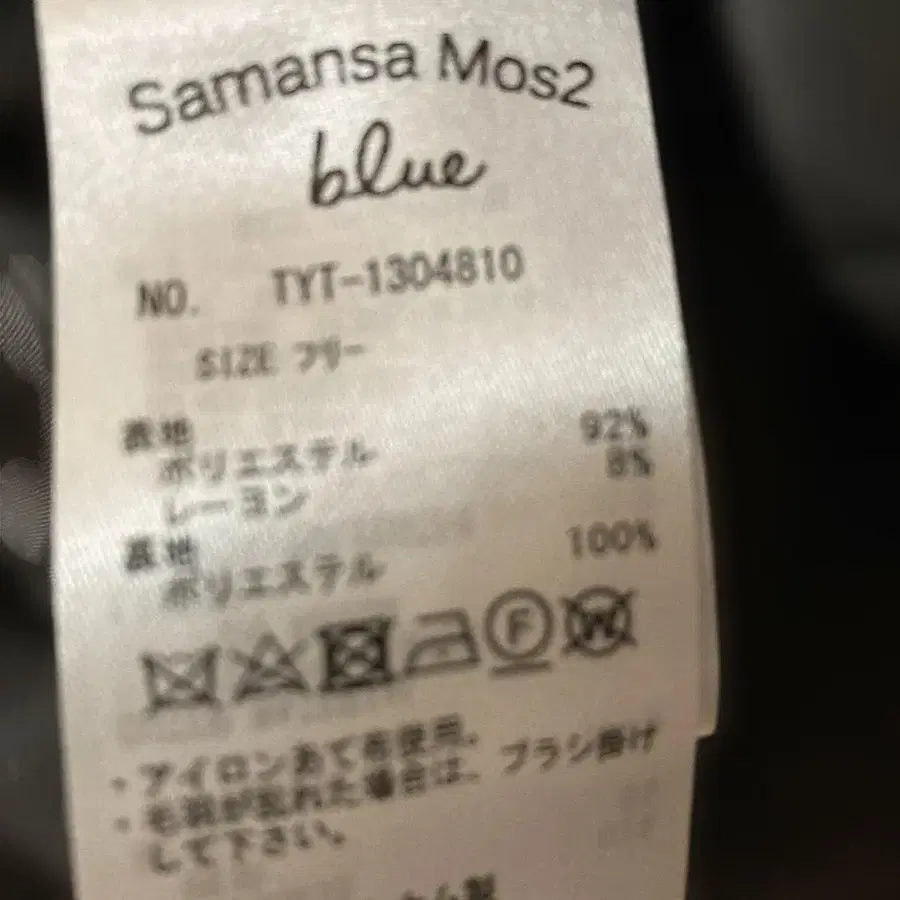 Samansa Mos2
blue
NO. TYT-1304810
SIZE フリー
表地
ポリエステル 92%
レーヨン 8%
裏地
ポリエステル 100%
F W
・アイロンあて布使用。
・毛羽が乱れた場合は、ブラシ掛け
して下さい。